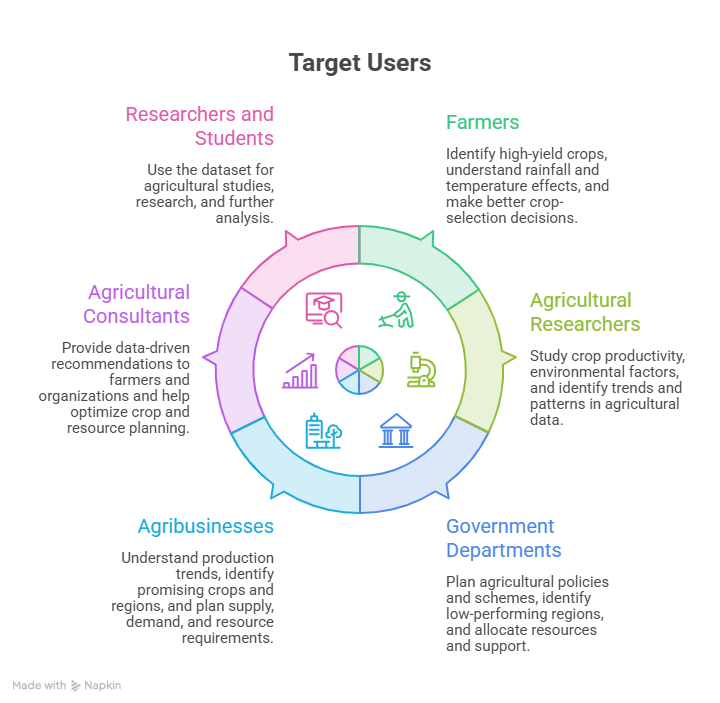 Target Users
Researchers and
Students
Use the dataset for
agricultural studies,
research, and further
analysis.
Farmers
Identify high-yield crops,
understand rainfall and
temperature effects, and
make better crop-
selection decisions.
Agricultural
Consultants
Provide data-driven
recommendations to
farmers and
organizations and help
optimize crop and
resource planning.
Agricultural
Researchers
Study crop productivity,
environmental factors,
and identify trends and
patterns in agricultural
data.
Agribusinesses
Understand production
trends, identify
promising crops and
regions, and plan supply,
demand, and resource
requirements.
Government
Departments
Plan agricultural policies
and schemes, identify
low-performing regions,
and allocate resources
and support.
Made with Napkin